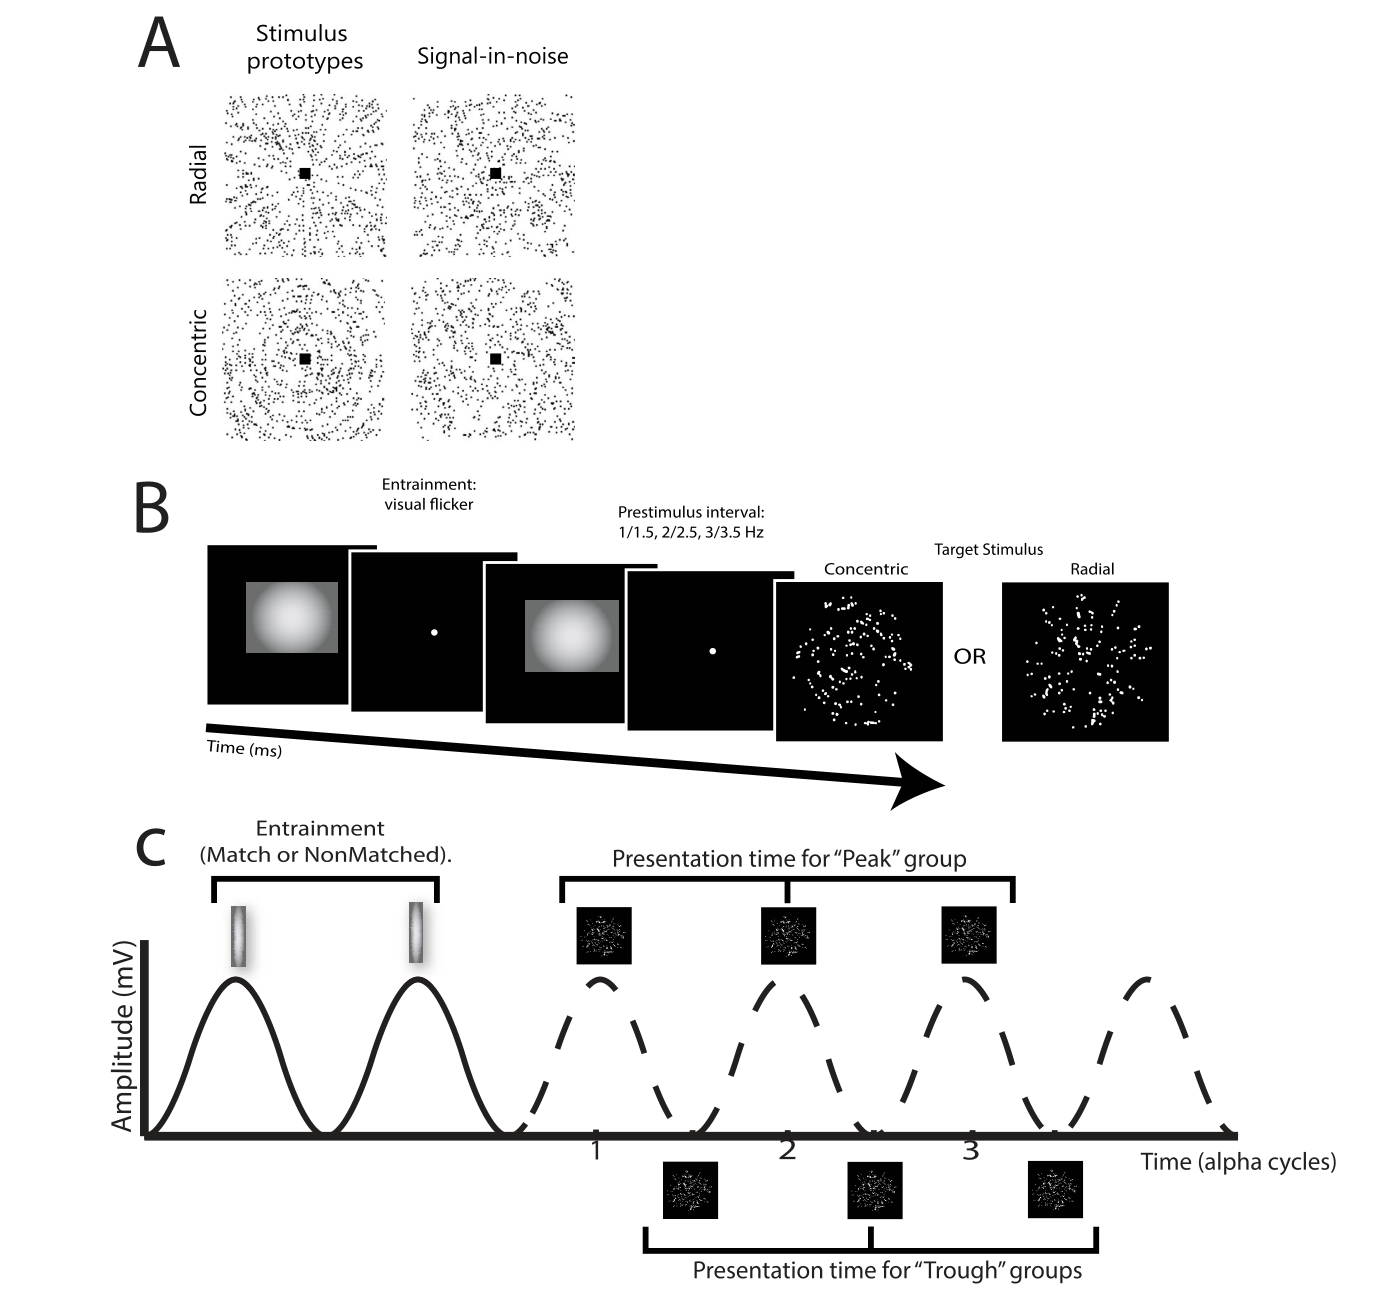 A
Stimulus
prototypes
Signal-in-noise
Radial
Concentric
B
Entrainment:
visual flicker
Prestimulus interval:
1/1.5, 2/2.5, 3/3.5 Hz
Target Stimulus
Concentric
Radial
OR
Time (ms)
C
Entrainment
(Match or NonMatched).
Presentation time for “Peak” group
Amplitude (mV)
1 2 3
Time (alpha cycles)
Presentation time for “Trough” groups